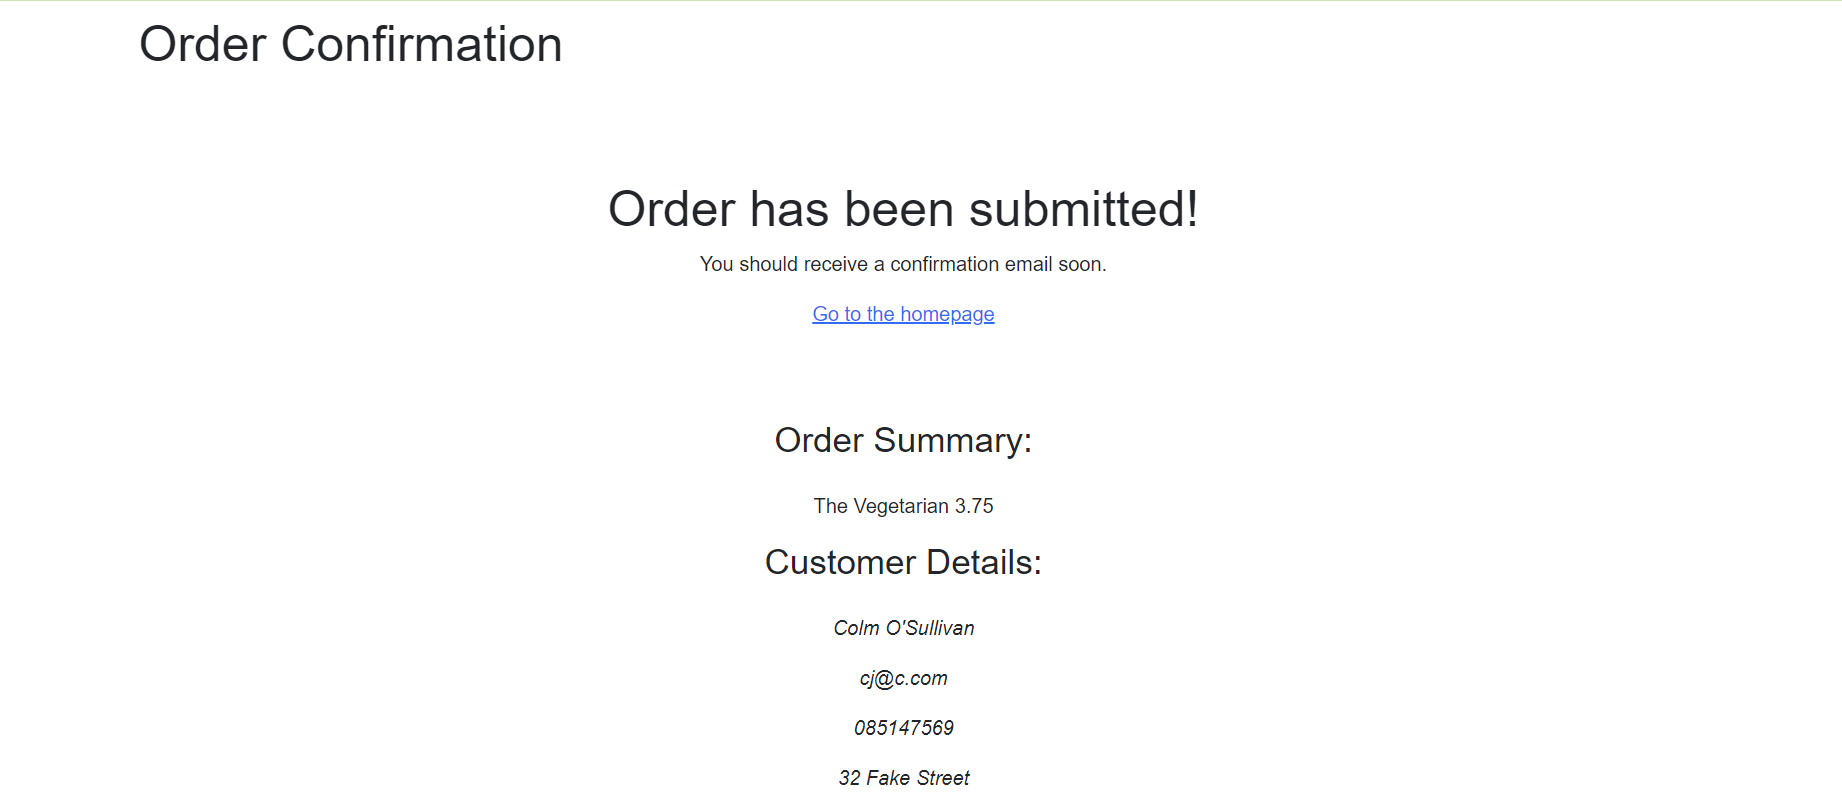 Order Confirmation
Order has been submitted!
You should receive a confirmation email soon.
Go to the homepage
Order Summary:
The Vegetarian 3.75
Customer Details:
Colm O'Sullivan
cj@c.com
085147569
32 Fake Street